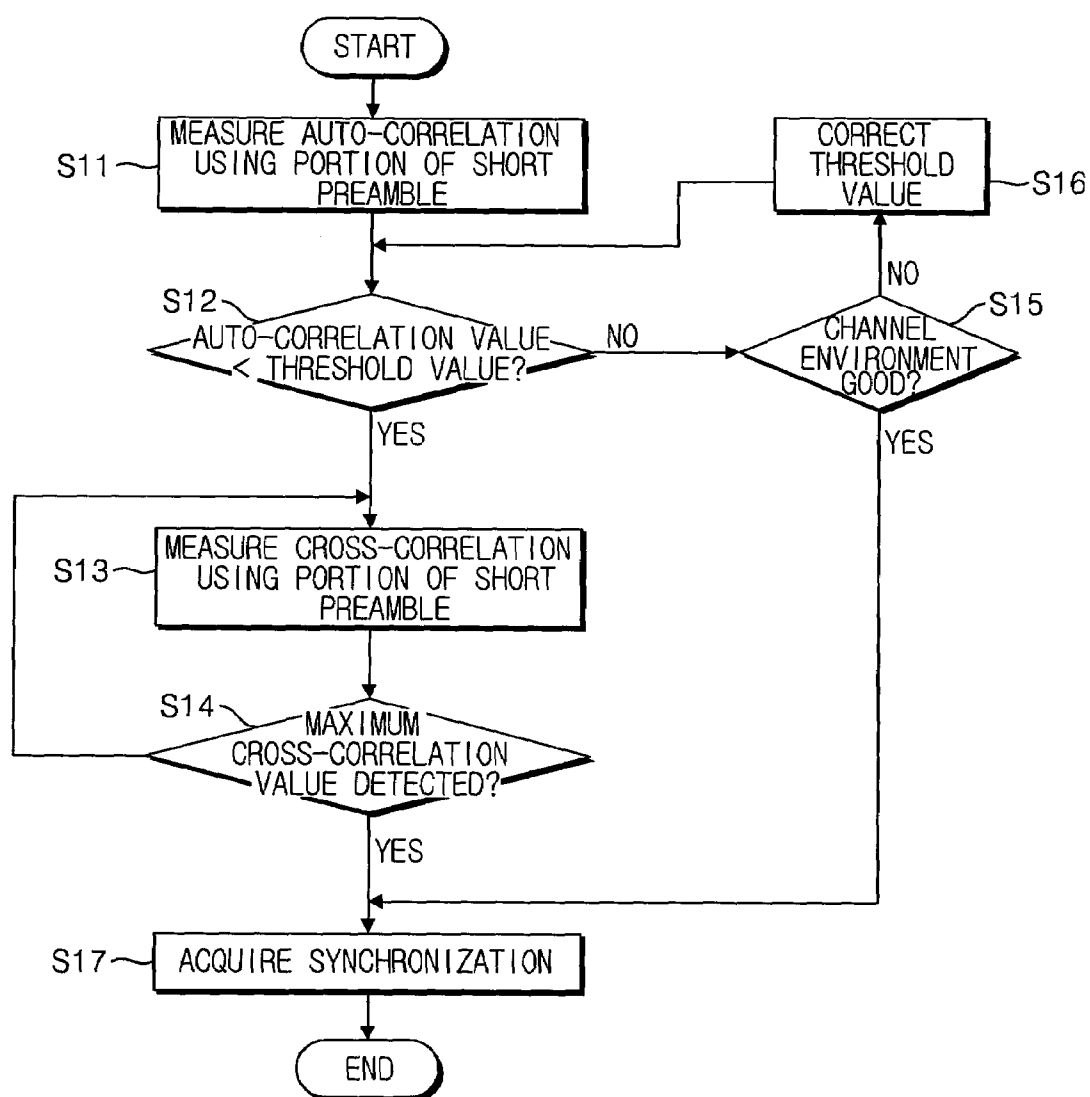 START
MEASURE AUTO-CORRELATION
USING PORTION OF SHORT
PREAMBLE
S11
CORRECT
THRESHOLD
VALUE
S16
NO
S12
AUTO-CORRELATION VALUE
< THRESHOLD VALUE?
NO
S15
CHANNEL
ENVIRONMENT
GOOD?
YES
YES
MEASURE CROSS-CORRELATION
USING PORTION OF SHORT
PREAMBLE
S13
S14
MAXIMUM
CROSS-CORRELATION
VALUE DETECTED?
YES
S17
ACQUIRE SYNCHRONIZATION
END